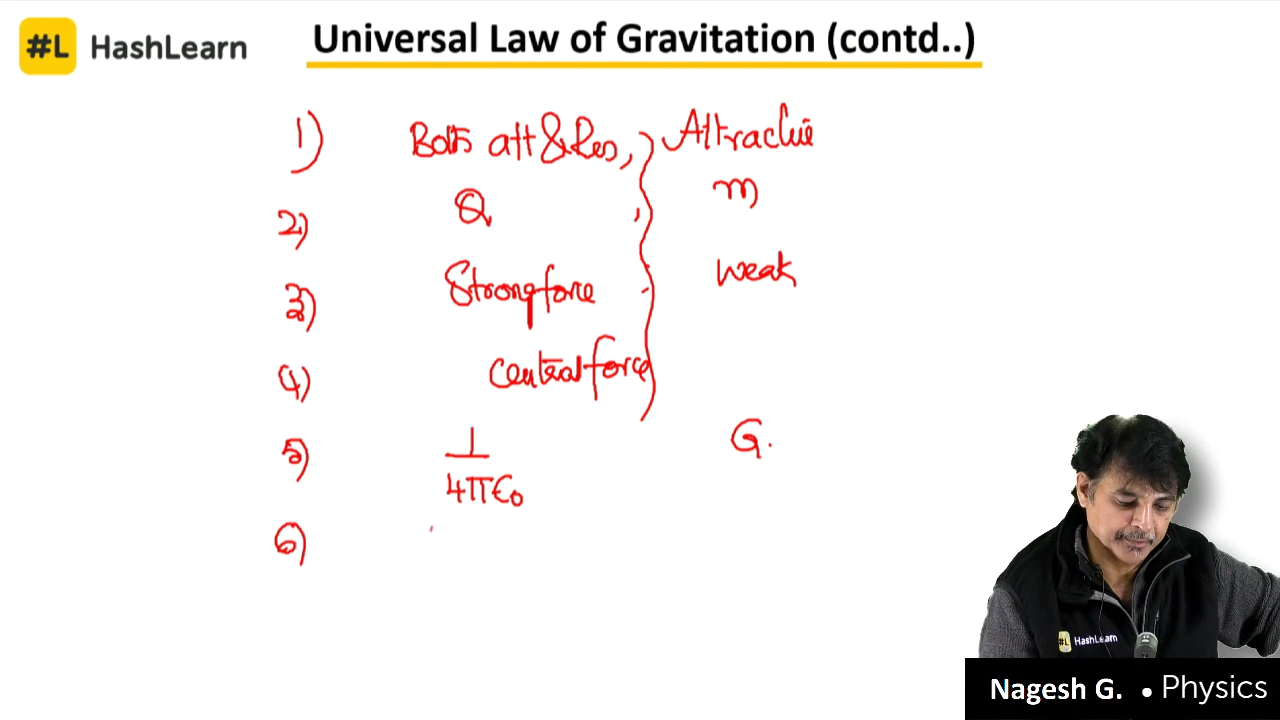 #L HashLearn
Universal Law of Gravitation (contd..)
1) Both att & Res, Attractive
2) Q , m
3) Strong force weak
4) central force
5) 1/4πε₀ G.
6)
#L HashLearn
Nagesh G. • Physics